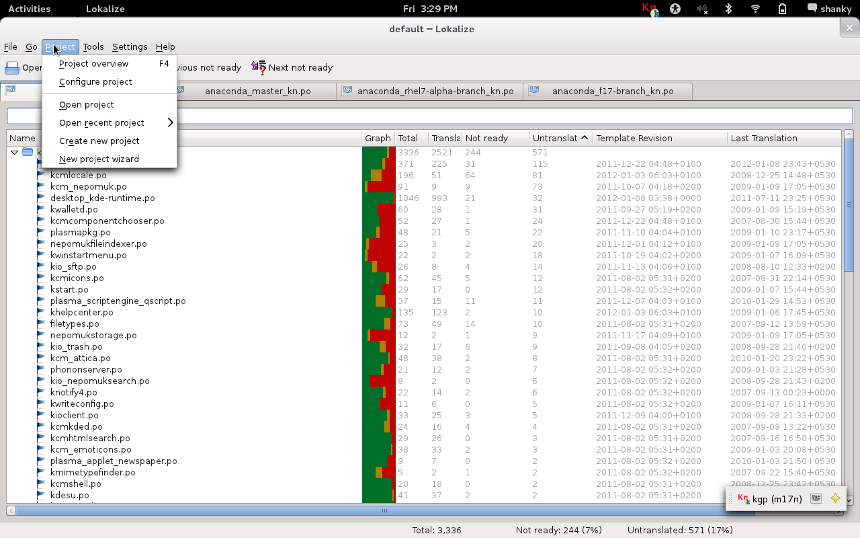 Activities Lokalize Fri 3:29 PM Kn shanky
default – Lokalize
File Go Project Tools Settings Help
Open ious not ready Next not ready
Project overview F4
Configure project
Open project
Open recent project
Create new project
New project wizard
anaconda_master_kn.po anaconda_rhel7-alpha-branch_kn.po anaconda_f17-branch_kn.po
Name Graph Total Transla Not ready Untranslat Template Revision Last Translation
3336 2521 244 571
371 225 31 115 2011-12-22 04:48+0100 2012-01-08 23:43+0530
kcmlocale.po 196 51 64 81 2012-01-03 06:03+0100 2008-12-25 14:48+0530
kcm_nepomuk.po 91 9 9 73 2011-10-07 04:18+0200 2009-01-09 15:06+0530
desktop_kde-runtime.po 1046 993 21 32 2012-01-08 03:38+0000 2011-07-11 23:25+0530
kwalletd.po 60 28 1 31 2011-09-27 05:19+0200 2009-01-09 15:19+0530
kcmcomponentchooser.po 52 27 1 24 2011-12-07 04:48+0100 2007-08-30 15:44+0530
plasmapkg.po 48 21 5 22 2011-11-10 04:04+0100 2009-01-10 23:17+0530
nepomukfileindexer.po 25 3 2 20 2011-12-01 04:12+0100 2009-01-09 17:05+0530
kwinstartmenu.po 22 2 2 18 2011-10-19 04:02+0200 2009-01-07 16:09+0530
kio_sftp.po 26 8 4 14 2011-11-13 04:06+0100 2008-08-10 12:33+0200
kcmicons.po 62 45 5 12 2011-08-02 05:31+0200 2007-08-31 22:14+0530
kstart.po 29 17 0 12 2011-08-02 05:32+0200 2009-01-07 15:44+0530
plasma_scriptengine_qscript.po 37 15 11 11 2011-12-07 04:03+0100 2010-01-29 14:53+0530
khelpcenter.po 135 123 2 10 2012-01-03 06:03+0100 2009-01-06 17:45+0530
filetypes.po 73 49 14 10 2011-08-02 05:31+0200 2007-09-12 13:59+0530
nepomukstorage.po 12 2 1 9 2011-11-17 04:09+0100 2009-01-09 17:05+0530
kio_trash.po 32 17 6 9 2011-09-08 04:05+0200 2008-09-28 21:40+0200
kcm_attica.po 48 38 2 8 2011-08-02 05:31+0200 2010-01-20 23:22+0530
phononserver.po 21 12 2 7 2011-08-02 05:31+0200 2009-01-03 21:28+0530
kio_nepomuksearch.po 8 2 0 6 2011-08-02 05:31+0200 2008-09-28 21:43+0200
knotify4.po 22 14 2 6 2011-08-02 05:31+0200 2007-09-13 00:23+0000
kwriteconfig.po 11 6 0 5 2011-08-02 05:32+0200 2009-01-07 16:11+0530
kioclient.po 33 25 3 5 2011-12-09 04:00+0100 2008-09-28 21:33+0200
kcmkded.po 24 16 4 4 2011-08-02 05:31+0200 2007-09-09 13:22+0530
kcmhtmlsearch.po 29 26 0 3 2011-08-02 05:31+0200 2007-09-16 16:50+0530
kcm_emoticons.po 38 33 2 3 2011-08-02 05:31+0200 2009-01-03 20:08+0530
plasma_applet_newspaper.po 9 7 0 2 2011-08-02 05:32+0200 2010-01-03 21:50+0530
kmimetypefinder.po 5 2 1 2 2011-08-02 05:31+0200 2007-09-22 15:40+0530
kcmshell.po 20 18 0 2 2011-08-02 05:31+0200 2008-12-25 23:42+0530
kdesu.po 41 37 2 2 2011-08-02 05:31+0200
Kn kgp (m17n)
Total: 3,336 Not ready: 244 (7%) Untranslated: 571 (17%)